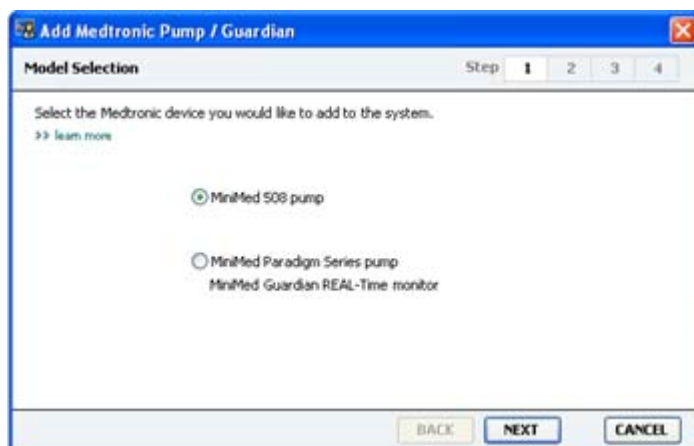 Add Medtronic Pump / Guardian
Model Selection
Step 1 2 3 4
Select the Medtronic device you would like to add to the system.
>> learn more
MiniMed 508 pump
MiniMed Paradigm Series pump
MiniMed Guardian REAL-Time monitor
BACK NEXT CANCEL